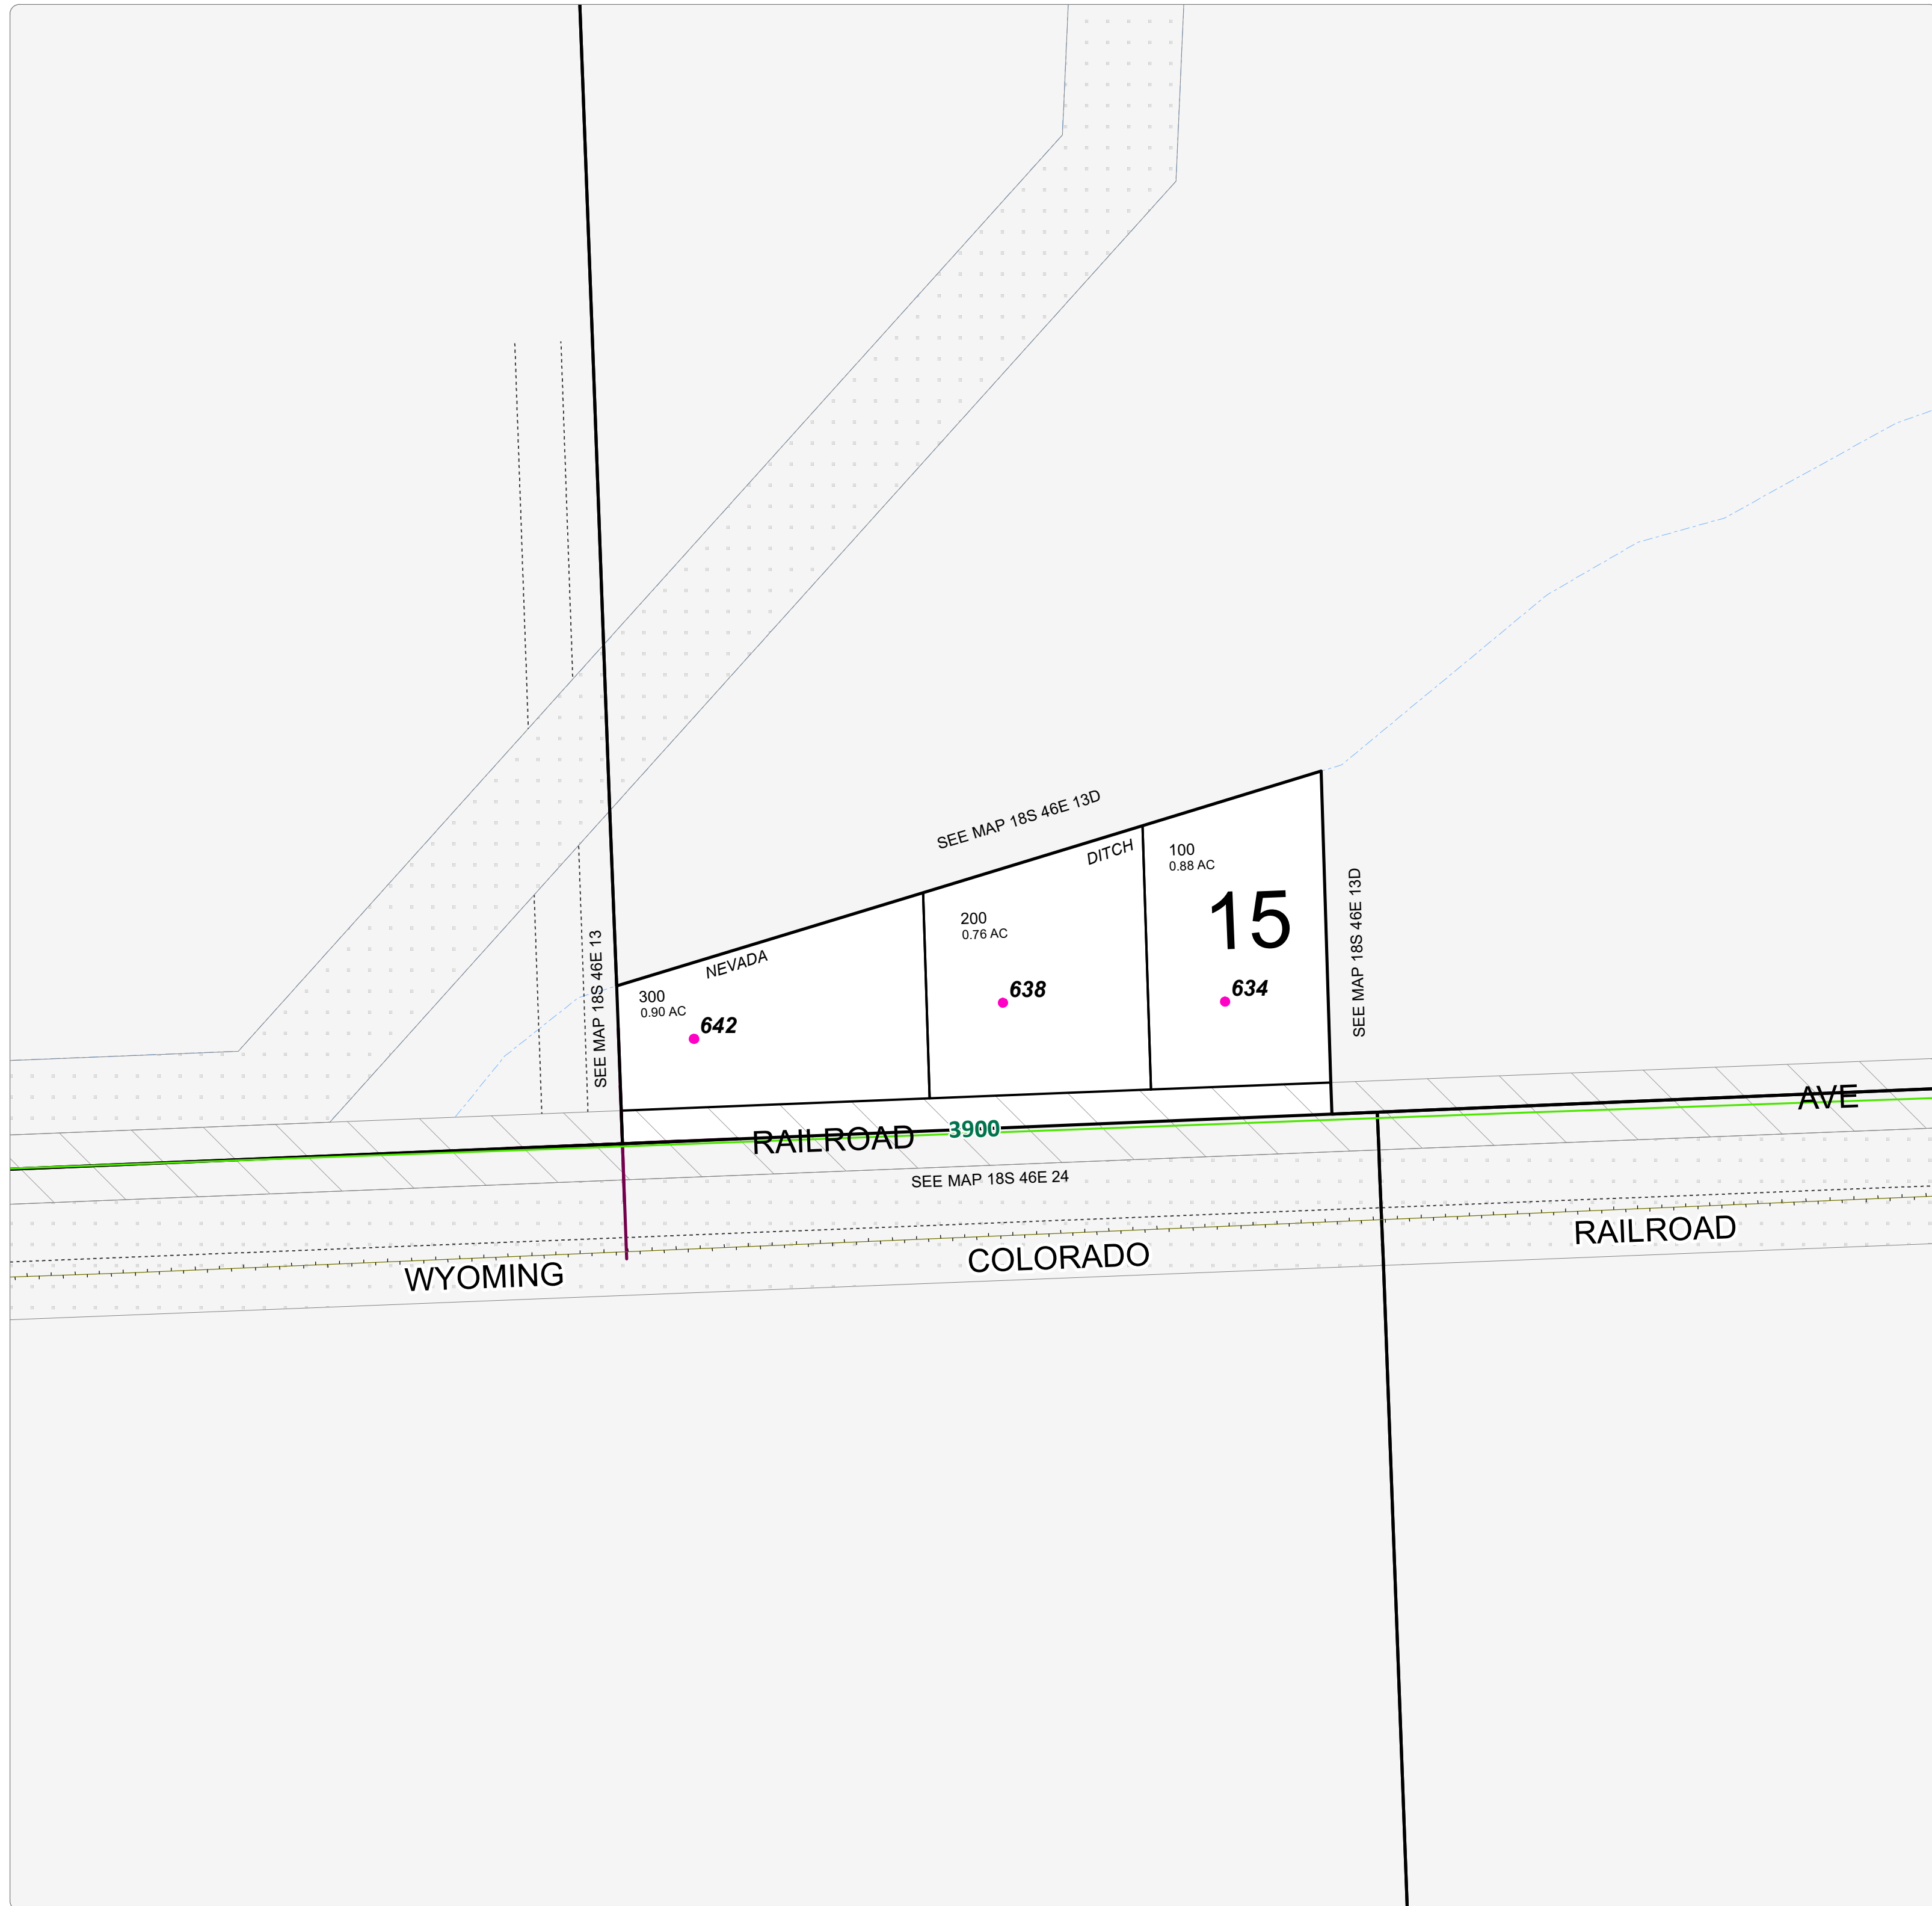 SEE MAP 18S 46E 13D
DITCH
100
0.88 AC
15
SEE MAP 18S 46E 13D
200
0.76 AC
NEVADA
638
634
300
0.90 AC
642
SEE MAP 18S 46E 13
AVE
RAILROAD
3900
SEE MAP 18S 46E 24
RAILROAD
COLORADO
WYOMING